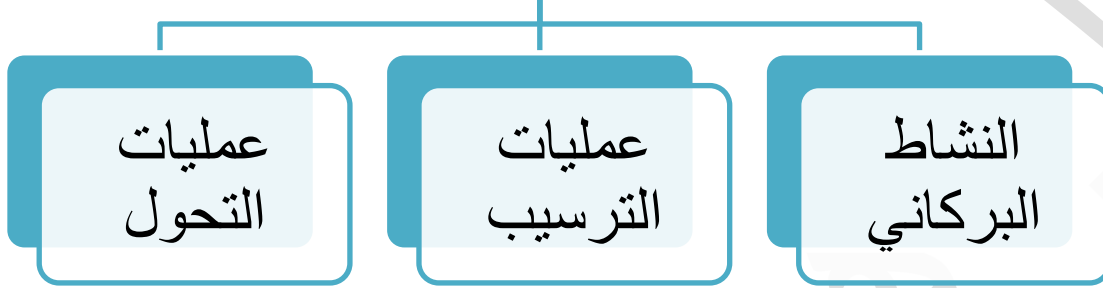 النشاط
البركاني
عمليات
الترسيب
عمليات
التحول